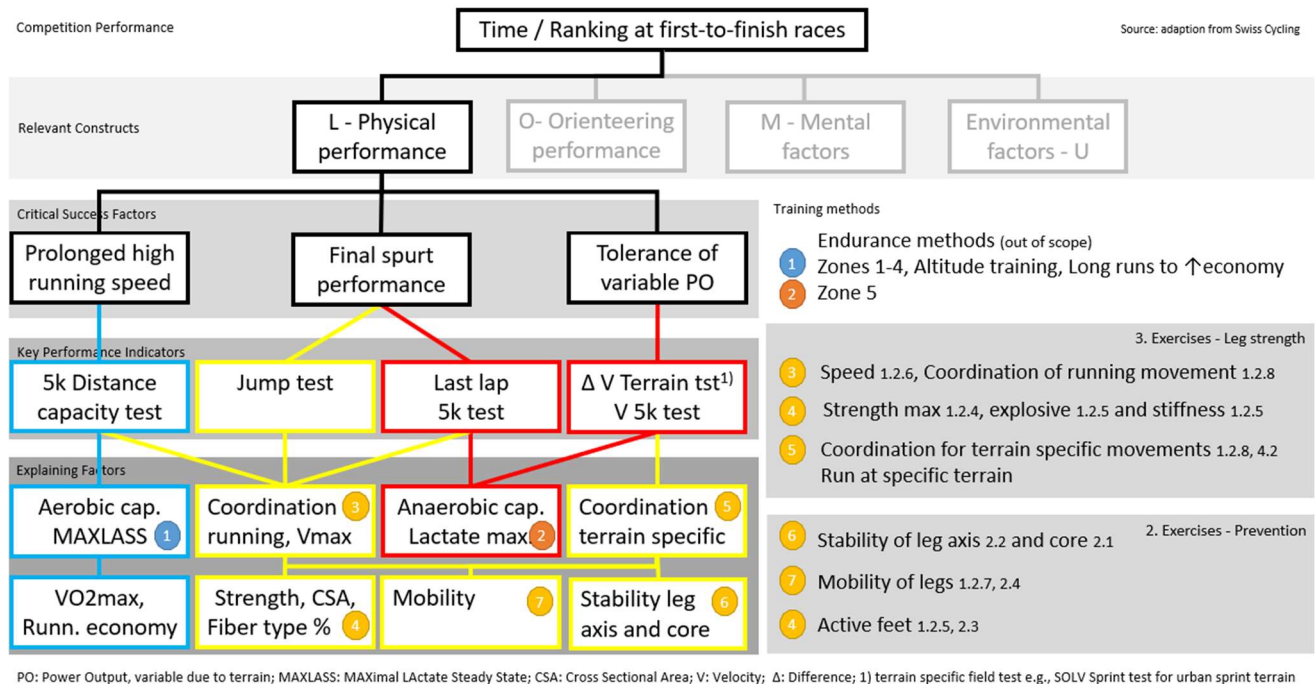 Competition Performance
Time / Ranking at first-to-finish races
Source: adaption from Swiss Cycling
Relevant Constructs
L - Physical
performance
O- Orienteering
performance
M - Mental
factors
Environmental
factors - U
Critical Success Factors
Prolonged high
running speed
Final spurt
performance
Tolerance of
variable PO
Training methods
Endurance methods (out of scope)
1 Zones 1-4, Altitude training, Long runs to ↑economy
2 Zone 5
Key Performance Indicators
5k Distance
capacity test
Jump test
Last lap
5k test
Δ V Terrain tst1)
V 5k test
3. Exercises - Leg strength
3 Speed 1.2.6, Coordination of running movement 1.2.8
4 Strength max 1.2.4, explosive 1.2.5 and stiffness 1.2.5
5 Coordination for terrain specific movements 1.2.8, 4.2
Run at specific terrain
Explaining Factors
Aerobic cap.
MAXLASS 1
Coordination 3
running, Vmax
Anaerobic cap.
Lactate max. 2
Coordination 5
terrain specific
VO2max,
Runn. economy
Strength, CSA,
Fiber type % 4
Mobility 7
Stability leg 6
axis and core
2. Exercises - Prevention
6 Stability of leg axis 2.2 and core 2.1
7 Mobility of legs 1.2.7, 2.4
4 Active feet 1.2.5, 2.3
PO: Power Output, variable due to terrain; MAXLASS: MAXimal LActate Steady State; CSA: Cross Sectional Area; V: Velocity; Δ: Difference; 1) terrain specific field test e.g., SOLV Sprint test for urban sprint terrain